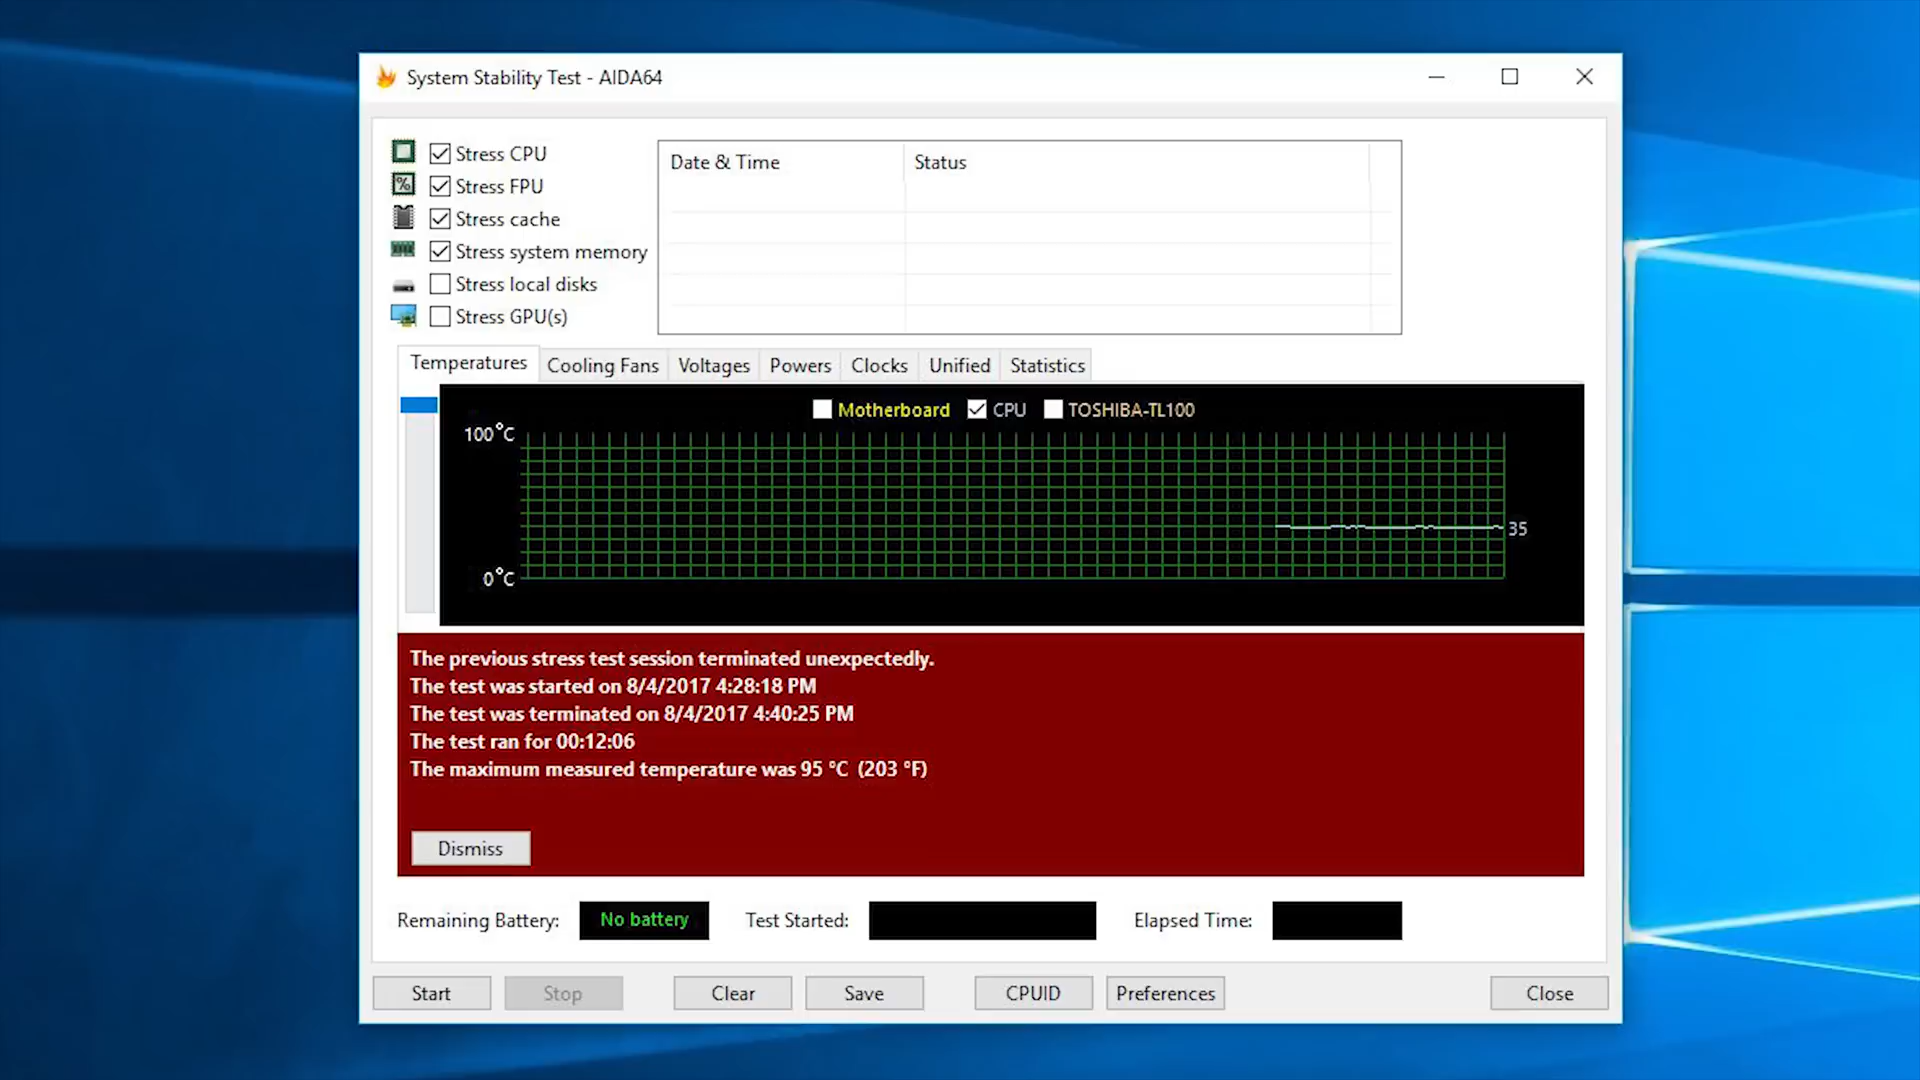 System Stability Test - AIDA64
Stress CPU
Stress FPU
Stress cache
Stress system memory
Stress local disks
Stress GPU(s)
Date & Time Status
Temperatures Cooling Fans Voltages Powers Clocks Unified Statistics
Motherboard CPU TOSHIBA-TL100
100°C
35
0°C
The previous stress test session terminated unexpectedly.
The test was started on 8/4/2017 4:28:18 PM
The test was terminated on 8/4/2017 4:40:25 PM
The test ran for 00:12:06
The maximum measured temperature was 95 °C (203 °F)
Dismiss
Remaining Battery: No battery Test Started: Elapsed Time:
Start Stop Clear Save CPUID Preferences Close